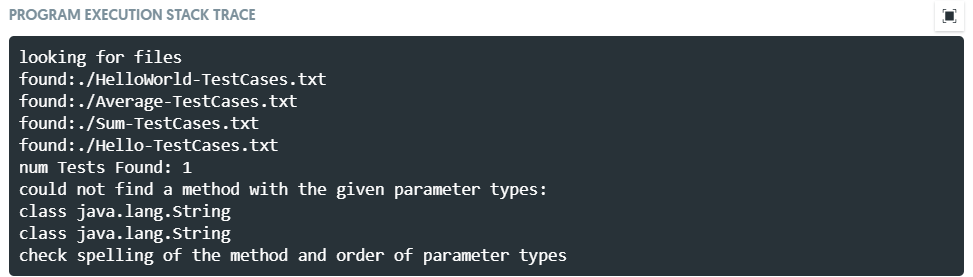 PROGRAM EXECUTION STACK TRACE
looking for files
found:./HelloWorld-TestCases.txt
found:./Average-TestCases.txt
found:./Sum-TestCases.txt
found:./Hello-TestCases.txt
num Tests Found: 1
could not find a method with the given parameter types:
class java.lang.String
class java.lang.String
check spelling of the method and order of parameter types